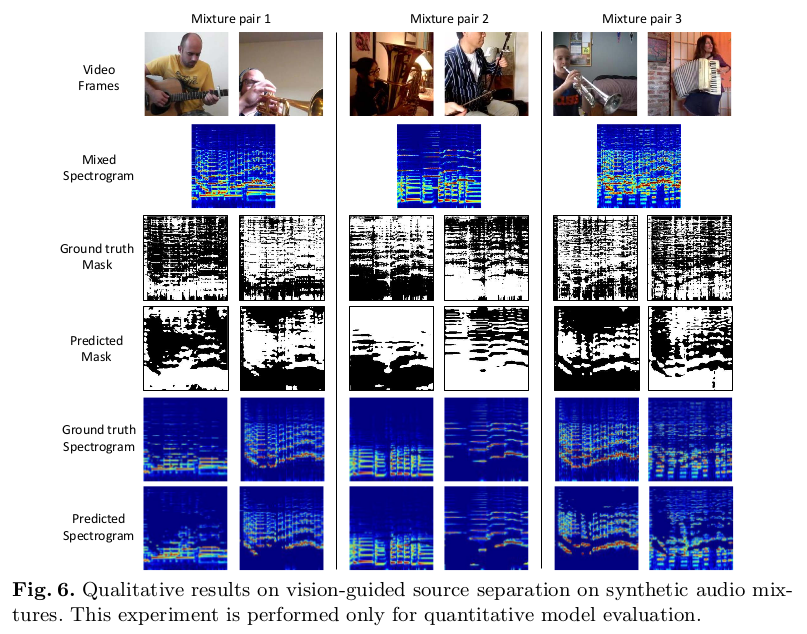 Mixture pair 1
Mixture pair 2
Mixture pair 3
Video
Frames
Mixed
Spectrogram
Ground truth
Mask
Predicted
Mask
Ground truth
Spectrogram
Predicted
Spectrogram
Fig. 6. Qualitative results on vision-guided source separation on synthetic audio mix-
tures. This experiment is performed only for quantitative model evaluation.